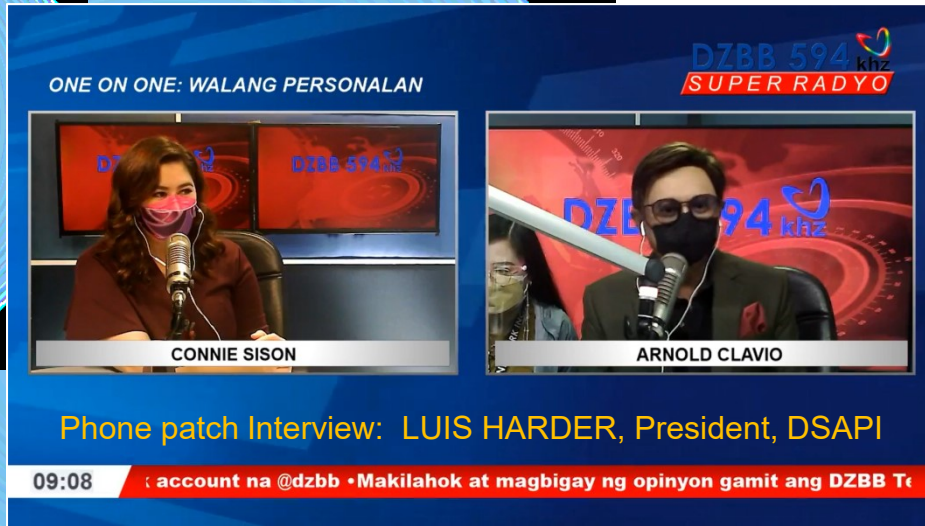 DZBB 594 khz
SUPER RADYO
ONE ON ONE: WALANG PERSONALAN
DZBB 594 khz
DZBB 594 khz
CONNIE SISON
ARNOLD CLAVIO
Phone patch Interview: LUIS HARDER, President, DSAPI
09:08
account na @dzbb • Makilahok at magbigay ng opinyon gamit ang DZBB